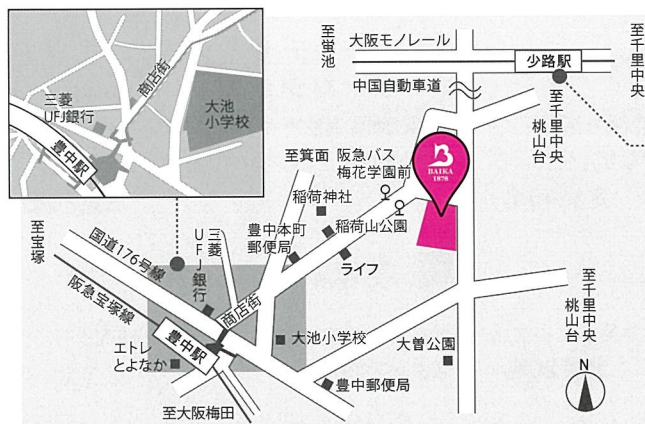 商店街
大池
小学校
三菱
UFJ銀行
豊中駅
至蛍池
大阪モノレール
少路駅
至千里中央
中国自動車道
至千里中央
桃山台
至箕面
阪急バス
梅花学園前
BAIKA
1878
稲荷神社
稲荷山公園
豊中本町
郵便局
ライフ
至宝塚
国道176号線
三菱
UFJ銀行
商店街
阪急宝塚線
豊中駅
エトレ
とよなか
大池小学校
大曽公園
至千里中央
桃山台
豊中郵便局
至大阪梅田
N